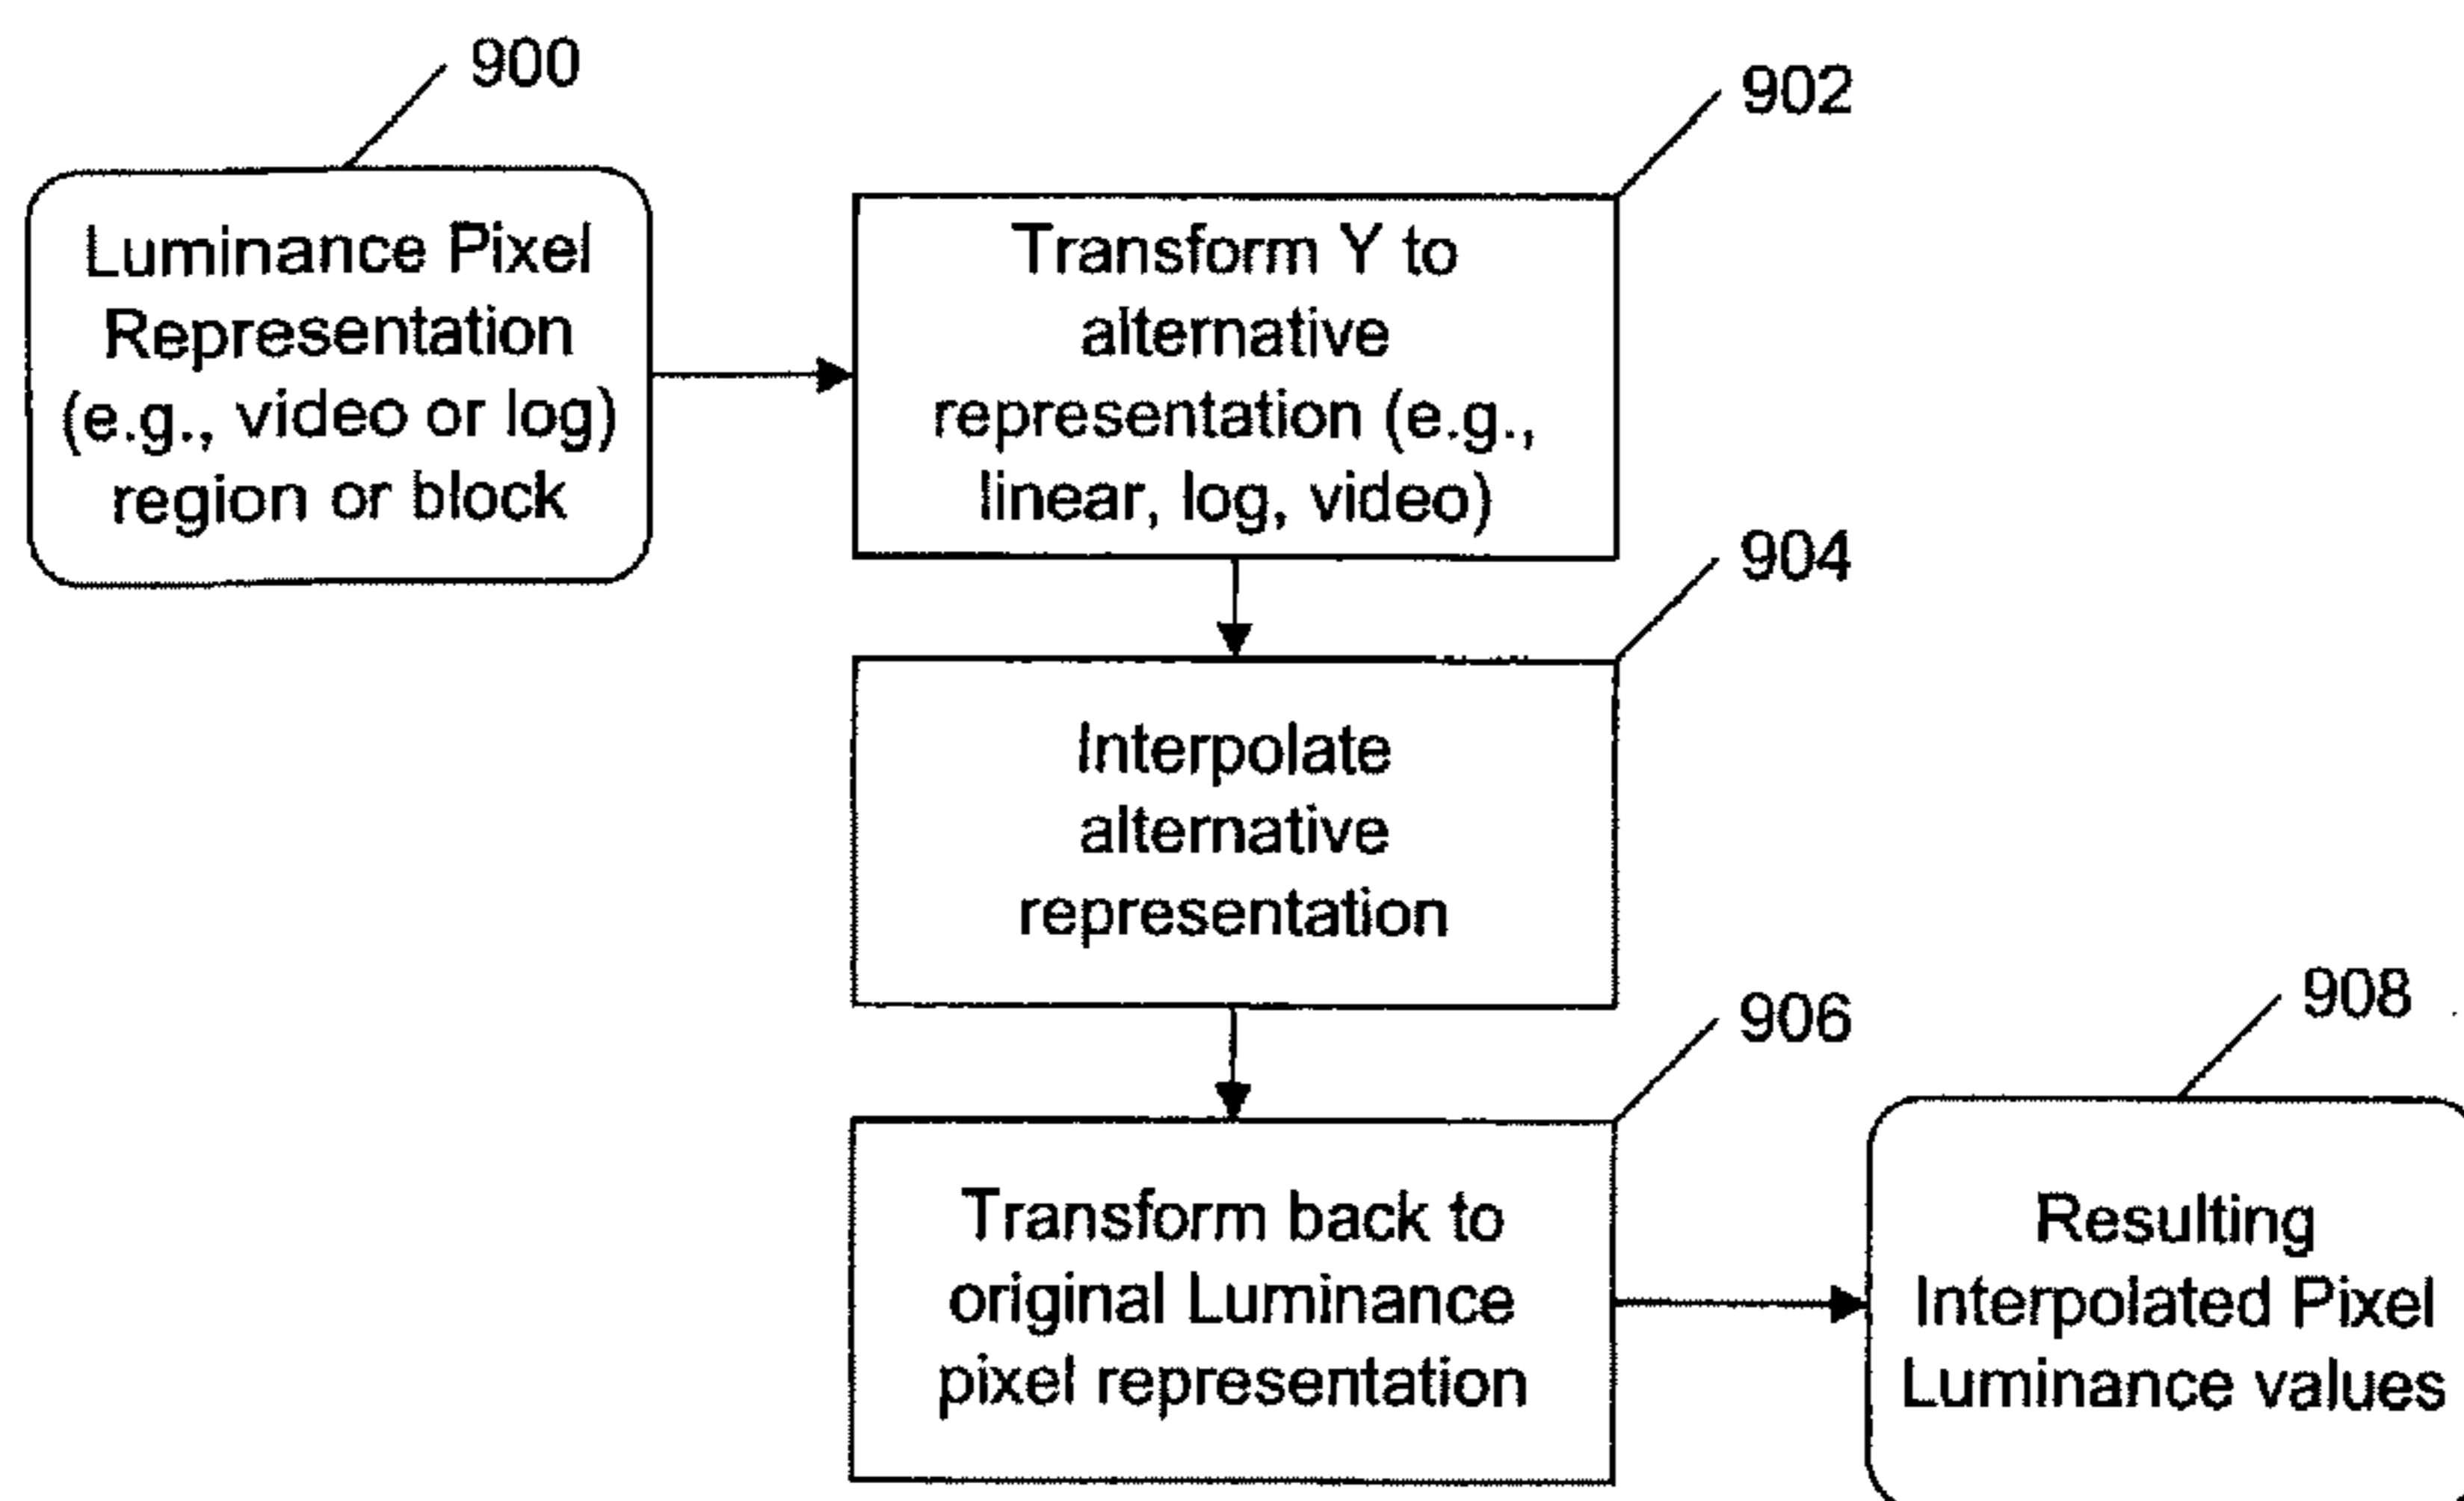 900
Luminance Pixel
Representation
(e.g., video or log)
region or block
902
Transform Y to
alternative
representation (e.g.,
linear, log, video)
904
Interpolate
alternative
representation
906
Transform back to
original Luminance
pixel representation
908
Resulting
Interpolated Pixel
Luminance values